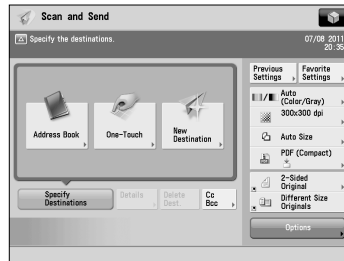 Scan and Send
Specify the destinations.
07/08 2011
20:35
Previous Settings
Favorite Settings
Auto (Color/Gray)
300x300 dpi
Address Book
One-Touch
New Destination
Auto Size
PDF (Compact)
2-Sided Original
Different Size Originals
Specify Destinations
Details
Delete Dest.
Cc Bcc
Options